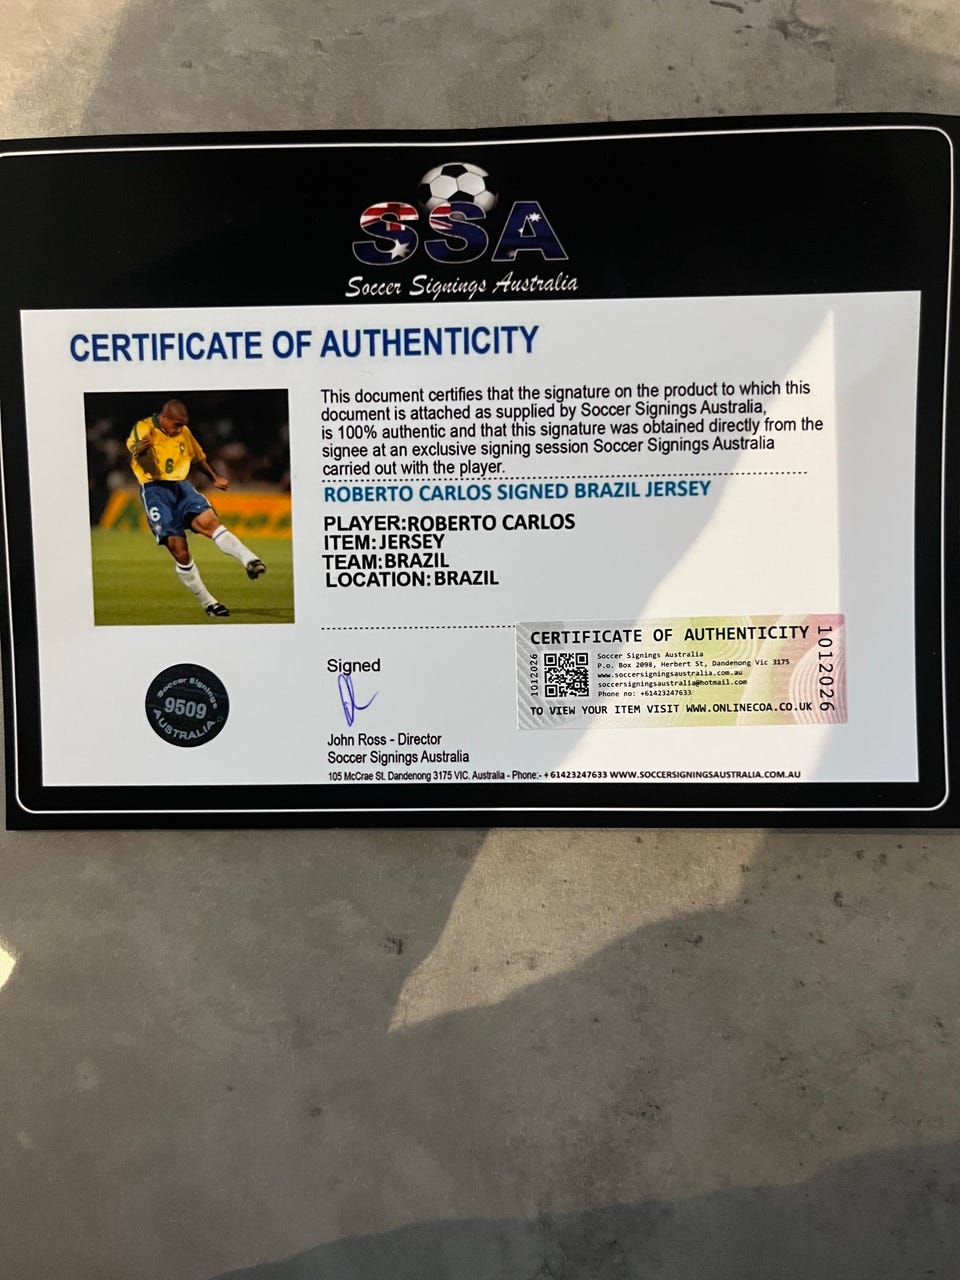 SSA
Soccer Signings Australia
CERTIFICATE OF AUTHENTICITY
This document certifies that the signature on the product to which this
document is attached as supplied by Soccer Signings Australia,
is 100% authentic and that this signature was obtained directly from the
signee at an exclusive signing session Soccer Signings Australia
carried out with the player.
ROBERTO CARLOS SIGNED BRAZIL JERSEY
PLAYER:ROBERTO CARLOS
ITEM:JERSEY
TEAM:BRAZIL
LOCATION:BRAZIL
6
6
CERTIFICATE OF AUTHENTICITY
Soccer Signings Australia
P.o. Box 2098, Herbert St, Dandenong Vic 3175
www.soccersigningsaustralia.com.au
soccersigningsaustralia@hotmail.com
Phone no: +61423247633
TO VIEW YOUR ITEM VISIT WWW.ONLINECOA.CO.UK
1012026
1012026
Soccer Signings
9509
AUSTRALIA
Signed
John Ross - Director
Soccer Signings Australia
105 McCrae St. Dandenong 3175 VIC. Australia - Phone:- +61423247633 WWW.SOCCERSIGNINGSAUSTRALIA.COM.AU